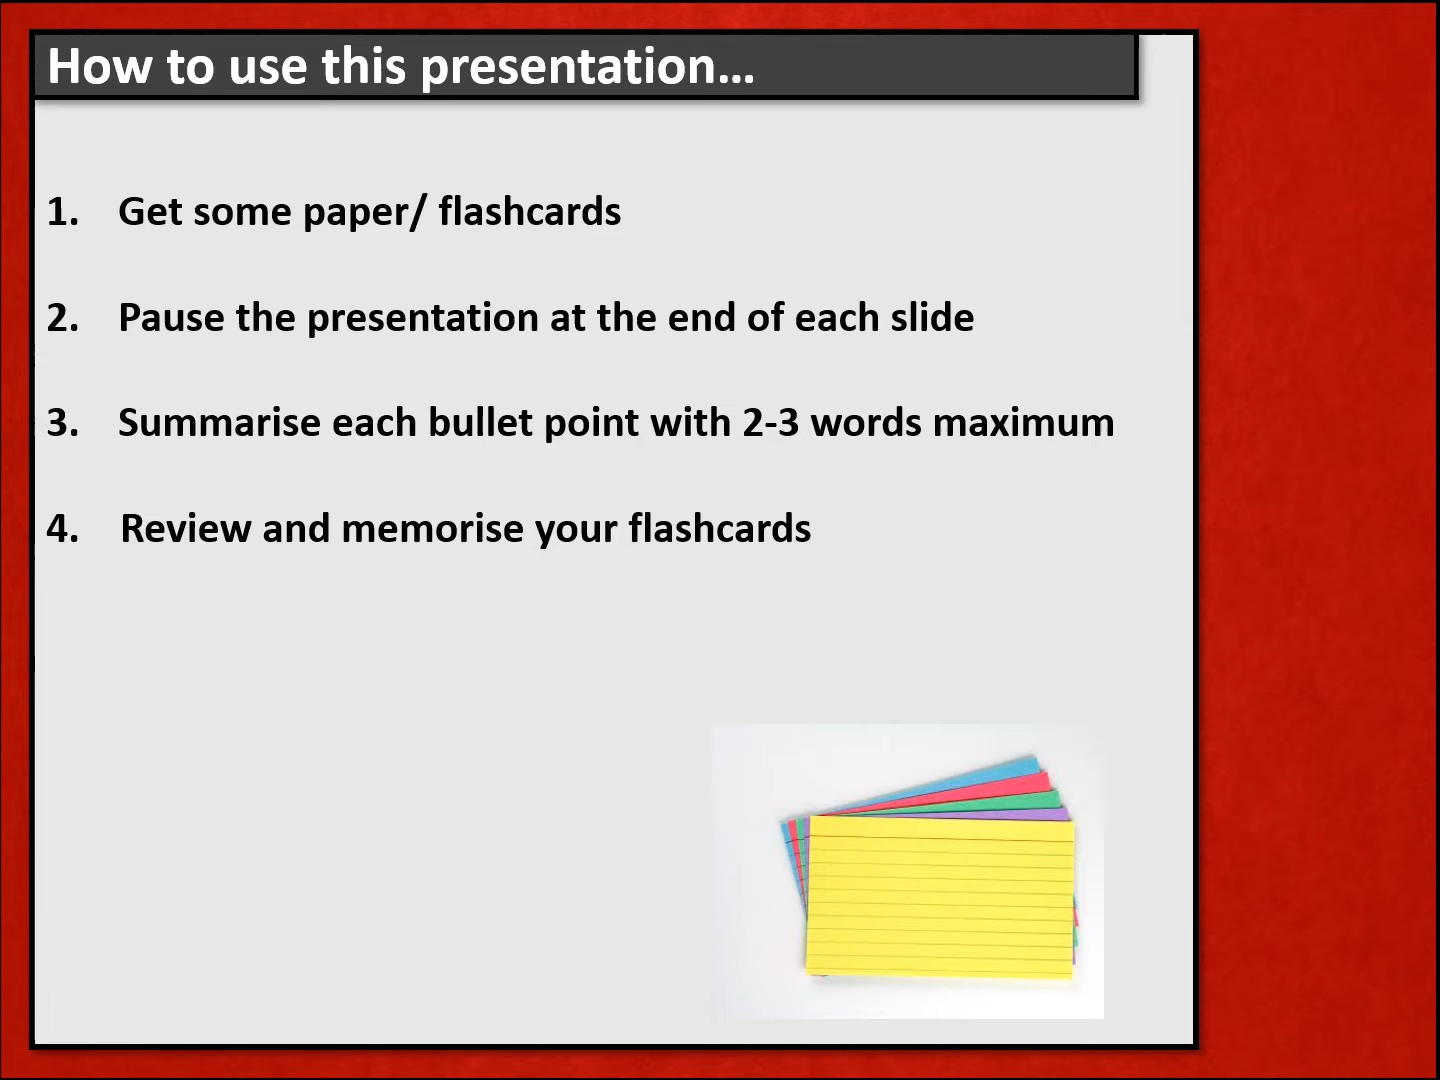 How to use this presentation...
1. Get some paper/ flashcards
2. Pause the presentation at the end of each slide
3. Summarise each bullet point with 2-3 words maximum
4. Review and memorise your flashcards